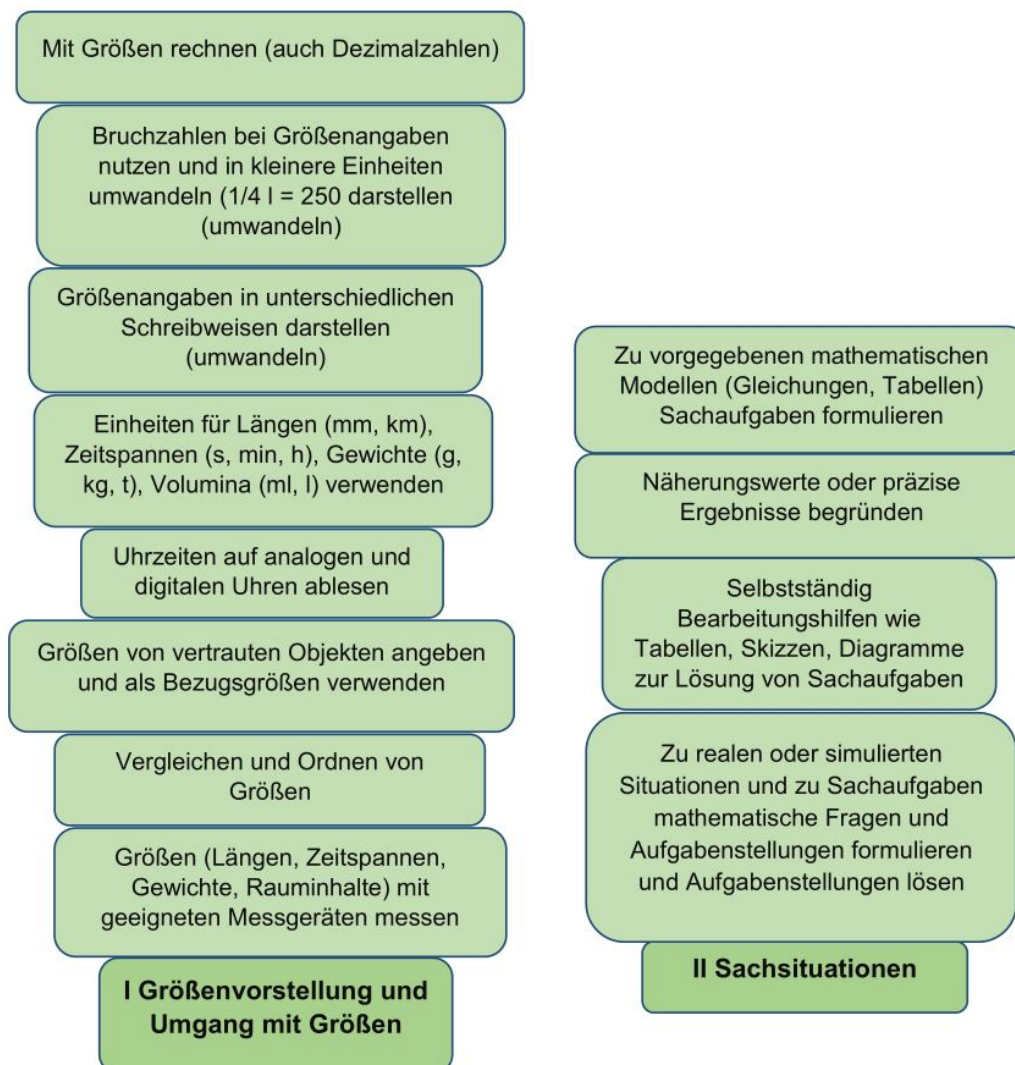 Mit Größen rechnen (auch Dezimalzahlen)
Bruchzahlen bei Größenangaben
nutzen und in kleinere Einheiten
umwandeln (1/4 l = 250 darstellen
(umwandeln)
Größenangaben in unterschiedlichen
Schreibweisen darstellen
(umwandeln)
Einheiten für Längen (mm, km),
Zeitspannen (s, min, h), Gewichte (g,
kg, t), Volumina (ml, l) verwenden
Uhrzeiten auf analogen und
digitalen Uhren ablesen
Größen von vertrauten Objekten angeben
und als Bezugsgrößen verwenden
Vergleichen und Ordnen von
Größen
Größen (Längen, Zeitspannen,
Gewichte, Rauminhalte) mit
geeigneten Messgeräten messen
I Größenvorstellung und
Umgang mit Größen
Zu vorgegebenen mathematischen
Modellen (Gleichungen, Tabellen)
Sachaufgaben formulieren
Näherungswerte oder präzise
Ergebnisse begründen
Selbstständig
Bearbeitungshilfen wie
Tabellen, Skizzen, Diagramme
zur Lösung von Sachaufgaben
Zu realen oder simulierten
Situationen und zu Sachaufgaben
mathematische Fragen und
Aufgabenstellungen formulieren
und Aufgabenstellungen lösen
II Sachsituationen